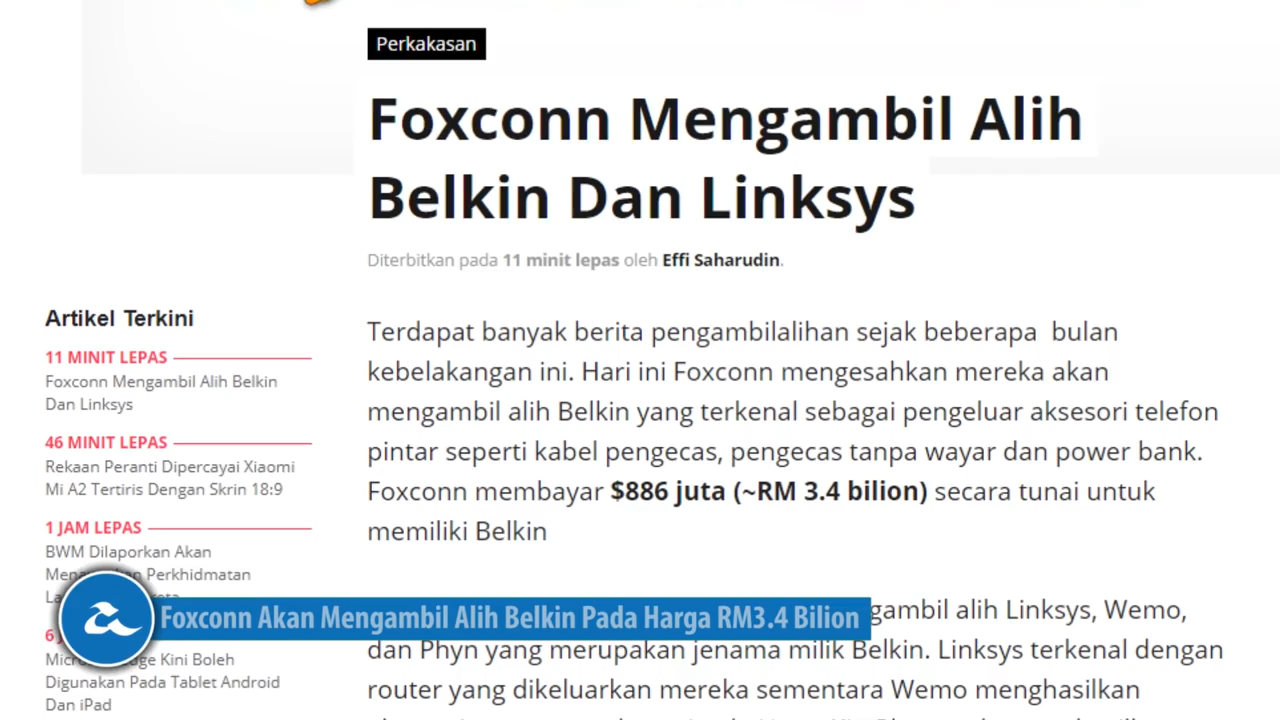 Perkakasan
Foxconn Mengambil Alih
Belkin Dan Linksys
Diterbitkan pada 11 minit lepas oleh Effi Saharudin.
Artikel Terkini
11 MINIT LEPAS
Foxconn Mengambil Alih Belkin
Dan Linksys
46 MINIT LEPAS
Rekaan Peranti Dipercayai Xiaomi
Mi A2 Tertiris Dengan Skrin 18:9
1 JAM LEPAS
BWM Dilaporkan Akan
Perkhidmatan
6
Kini Boleh
Digunakan Pada Tablet Android
Dan iPad
Terdapat banyak berita pengambilalihan sejak beberapa bulan
kebelakangan ini. Hari ini Foxconn mengesahkan mereka akan
mengambil alih Belkin yang terkenal sebagai pengeluar aksesori telefon
pintar seperti kabel pengecas, pengecas tanpa wayar dan power bank.
Foxconn membayar $886 juta (~RM 3.4 bilion) secara tunai untuk
memiliki Belkin
alih Linksys, Wemo,
dan Phyn yang merupakan jenama milik Belkin. Linksys terkenal dengan
router yang dikeluarkan mereka sementara Wemo menghasilkan
Foxconn Akan Mengambil Alih Belkin Pada Harga RM3.4 Bilion